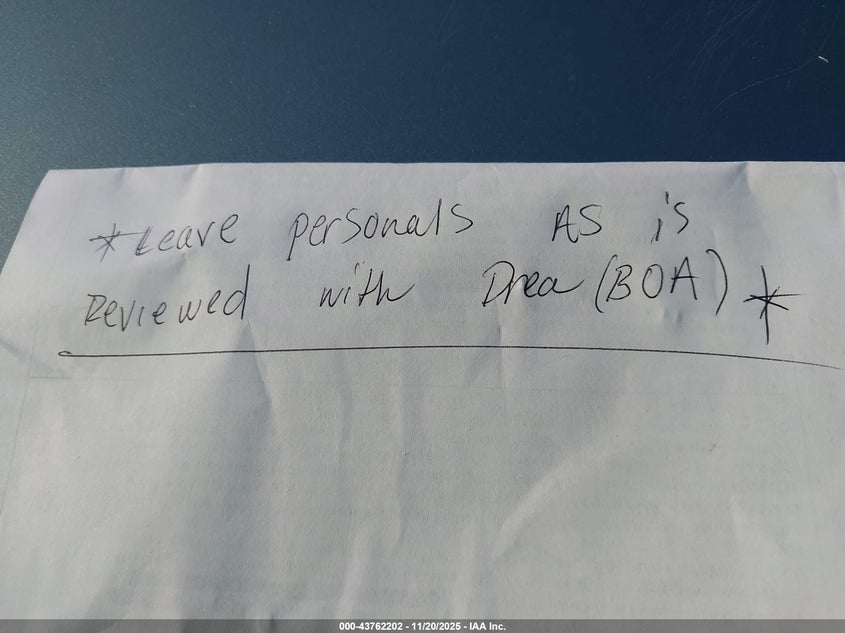 *Leave personals AS is
Reviewed with Drea (BOA) *
000-43762202 - 11/20/2025 - IAA Inc.